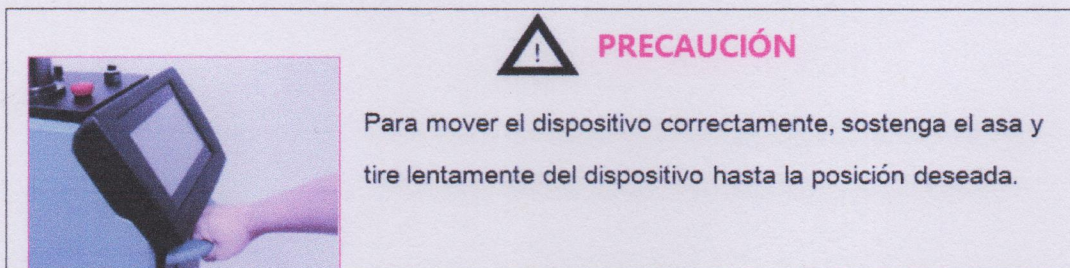 PRECAUCIÓN
Para mover el dispositivo correctamente, sostenga el asa y
tire lentamente del dispositivo hasta la posición deseada.